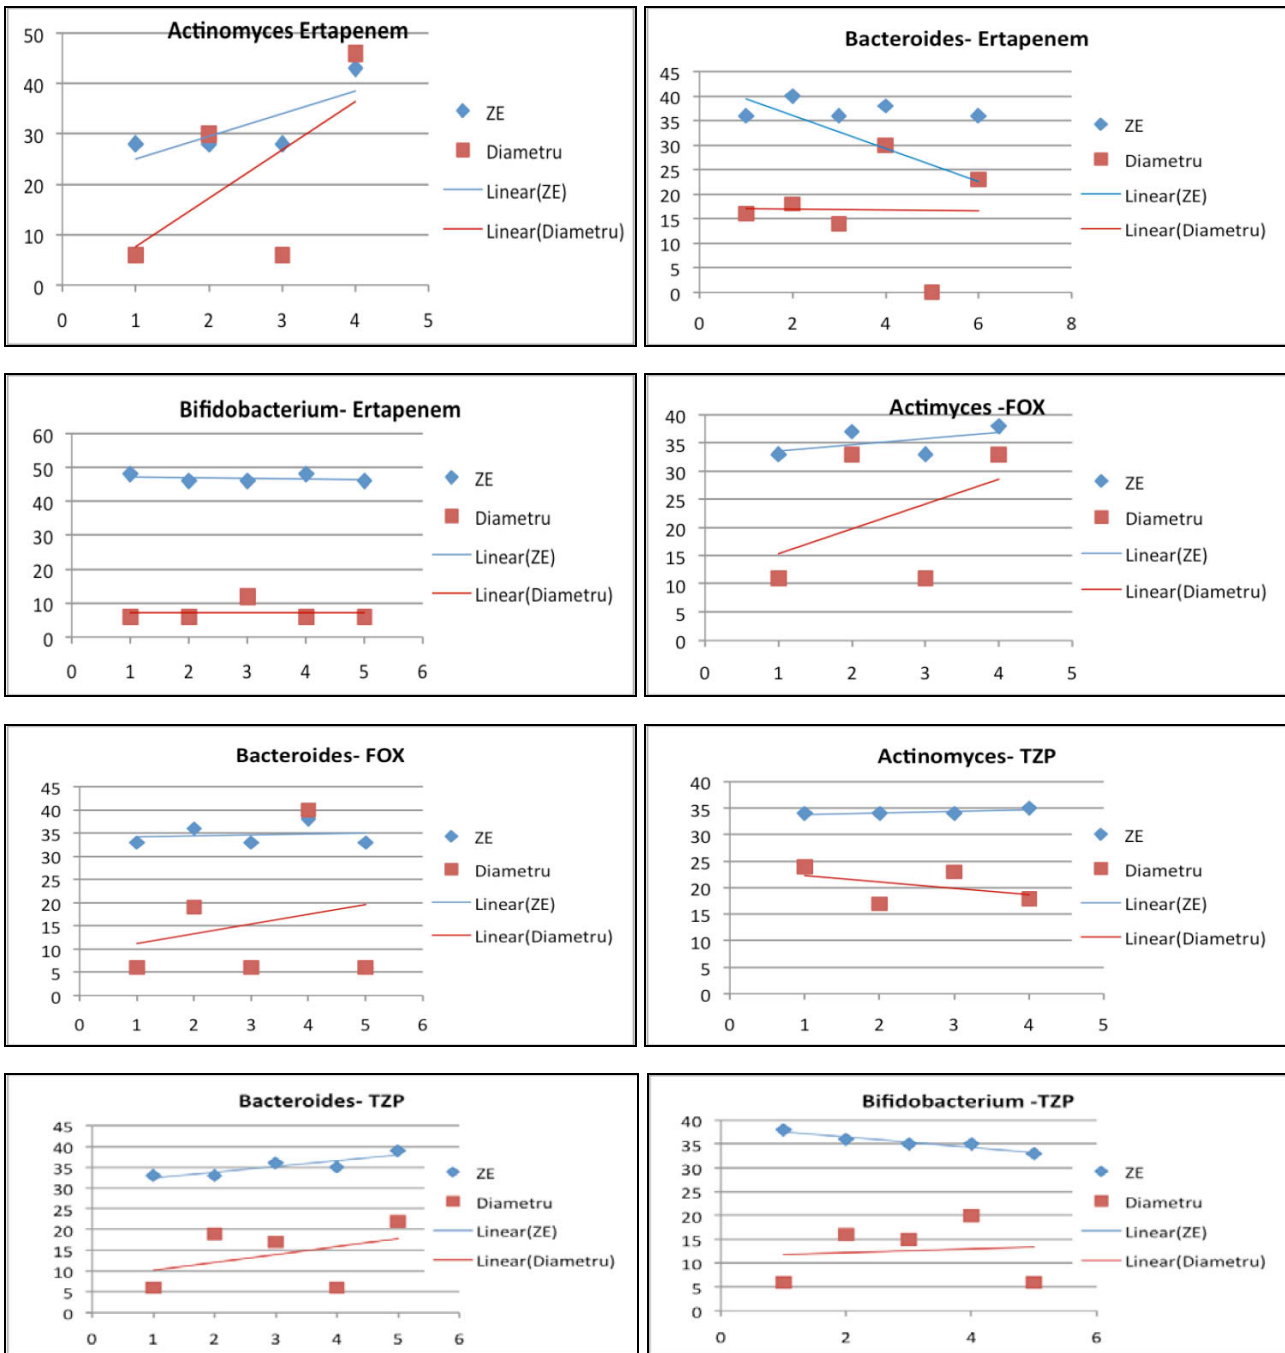 Actinomyces Ertapenem
50
40
30
20
10
0
0 1 2 3 4 5
ZE
Diametru
Linear(ZE)
Linear(Diametru)
Bacteroides- Ertapenem
45
40
35
30
25
20
15
10
5
0
0 2 4 6 8
ZE
Diametru
Linear(ZE)
Linear(Diametru)
Bifidobacterium- Ertapenem
60
50
40
30
20
10
0
0 1 2 3 4 5 6
ZE
Diametru
Linear(ZE)
Linear(Diametru)
Actimyces -FOX
40
35
30
25
20
15
10
5
0
0 1 2 3 4 5
ZE
Diametru
Linear(ZE)
Linear(Diametru)
Bacteroides- FOX
45
40
35
30
25
20
15
10
5
0
0 1 2 3 4 5 6
ZE
Diametru
Linear(ZE)
Linear(Diametru)
Actinomyces- TZP
40
35
30
25
20
15
10
5
0
0 1 2 3 4 5
ZE
Diametru
Linear(ZE)
Linear(Diametru)
Bacteroides- TZP
45
40
35
30
25
20
15
10
5
0
0 1 2 3 4 5 6
ZE
Diametru
Linear(ZE)
Linear(Diametru)
Bifidobacterium -TZP
40
35
30
25
20
15
10
5
0
0 2 4 6
ZE
Diametru
Linear(ZE)
Linear(Diametru)